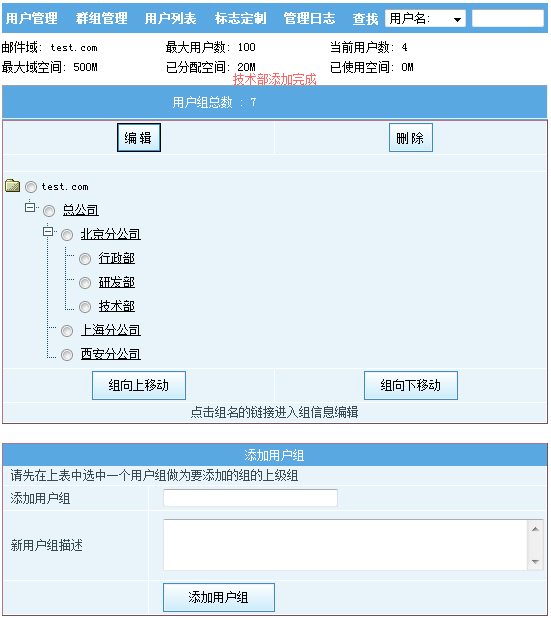 用户管理 群组管理 用户列表 标志定制 管理日志 查找 用户名:
邮件域: test.com 最大用户数: 100 当前用户数: 4
最大域空间: 500M 已分配空间: 20M 已使用空间: 0M
技术部添加完成
用户组总数 : 7
编 辑 删 除
test.com
总公司
北京分公司
行政部
研发部
技术部
上海分公司
西安分公司
组向上移动 组向下移动
点击组名的链接进入组信息编辑
添加用户组
请先在上表中选中一个用户组做为要添加的组的上级组
添加用户组
新用户组描述
添加用户组